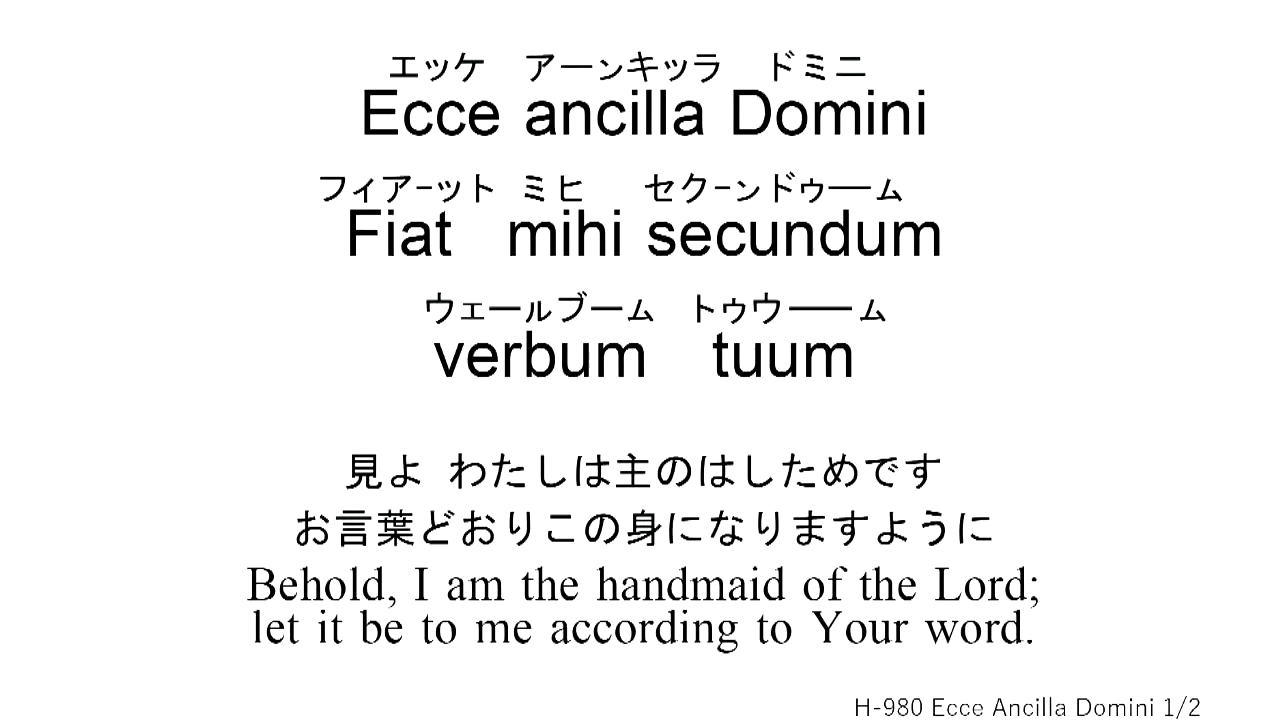 エッケ アーンキッラ ドミニ
Ecce ancilla Domini
フィアーット ミヒ セクーンドゥーム
Fiat mihi secundum
ウェールブーム トゥウーーム
verbum tuum
見よ わたしは主のはしためです
お言葉どおりこの身になりますように
Behold, I am the handmaid of the Lord;
let it be to me according to Your word.
H-980 Ecce Ancilla Domini 1/2